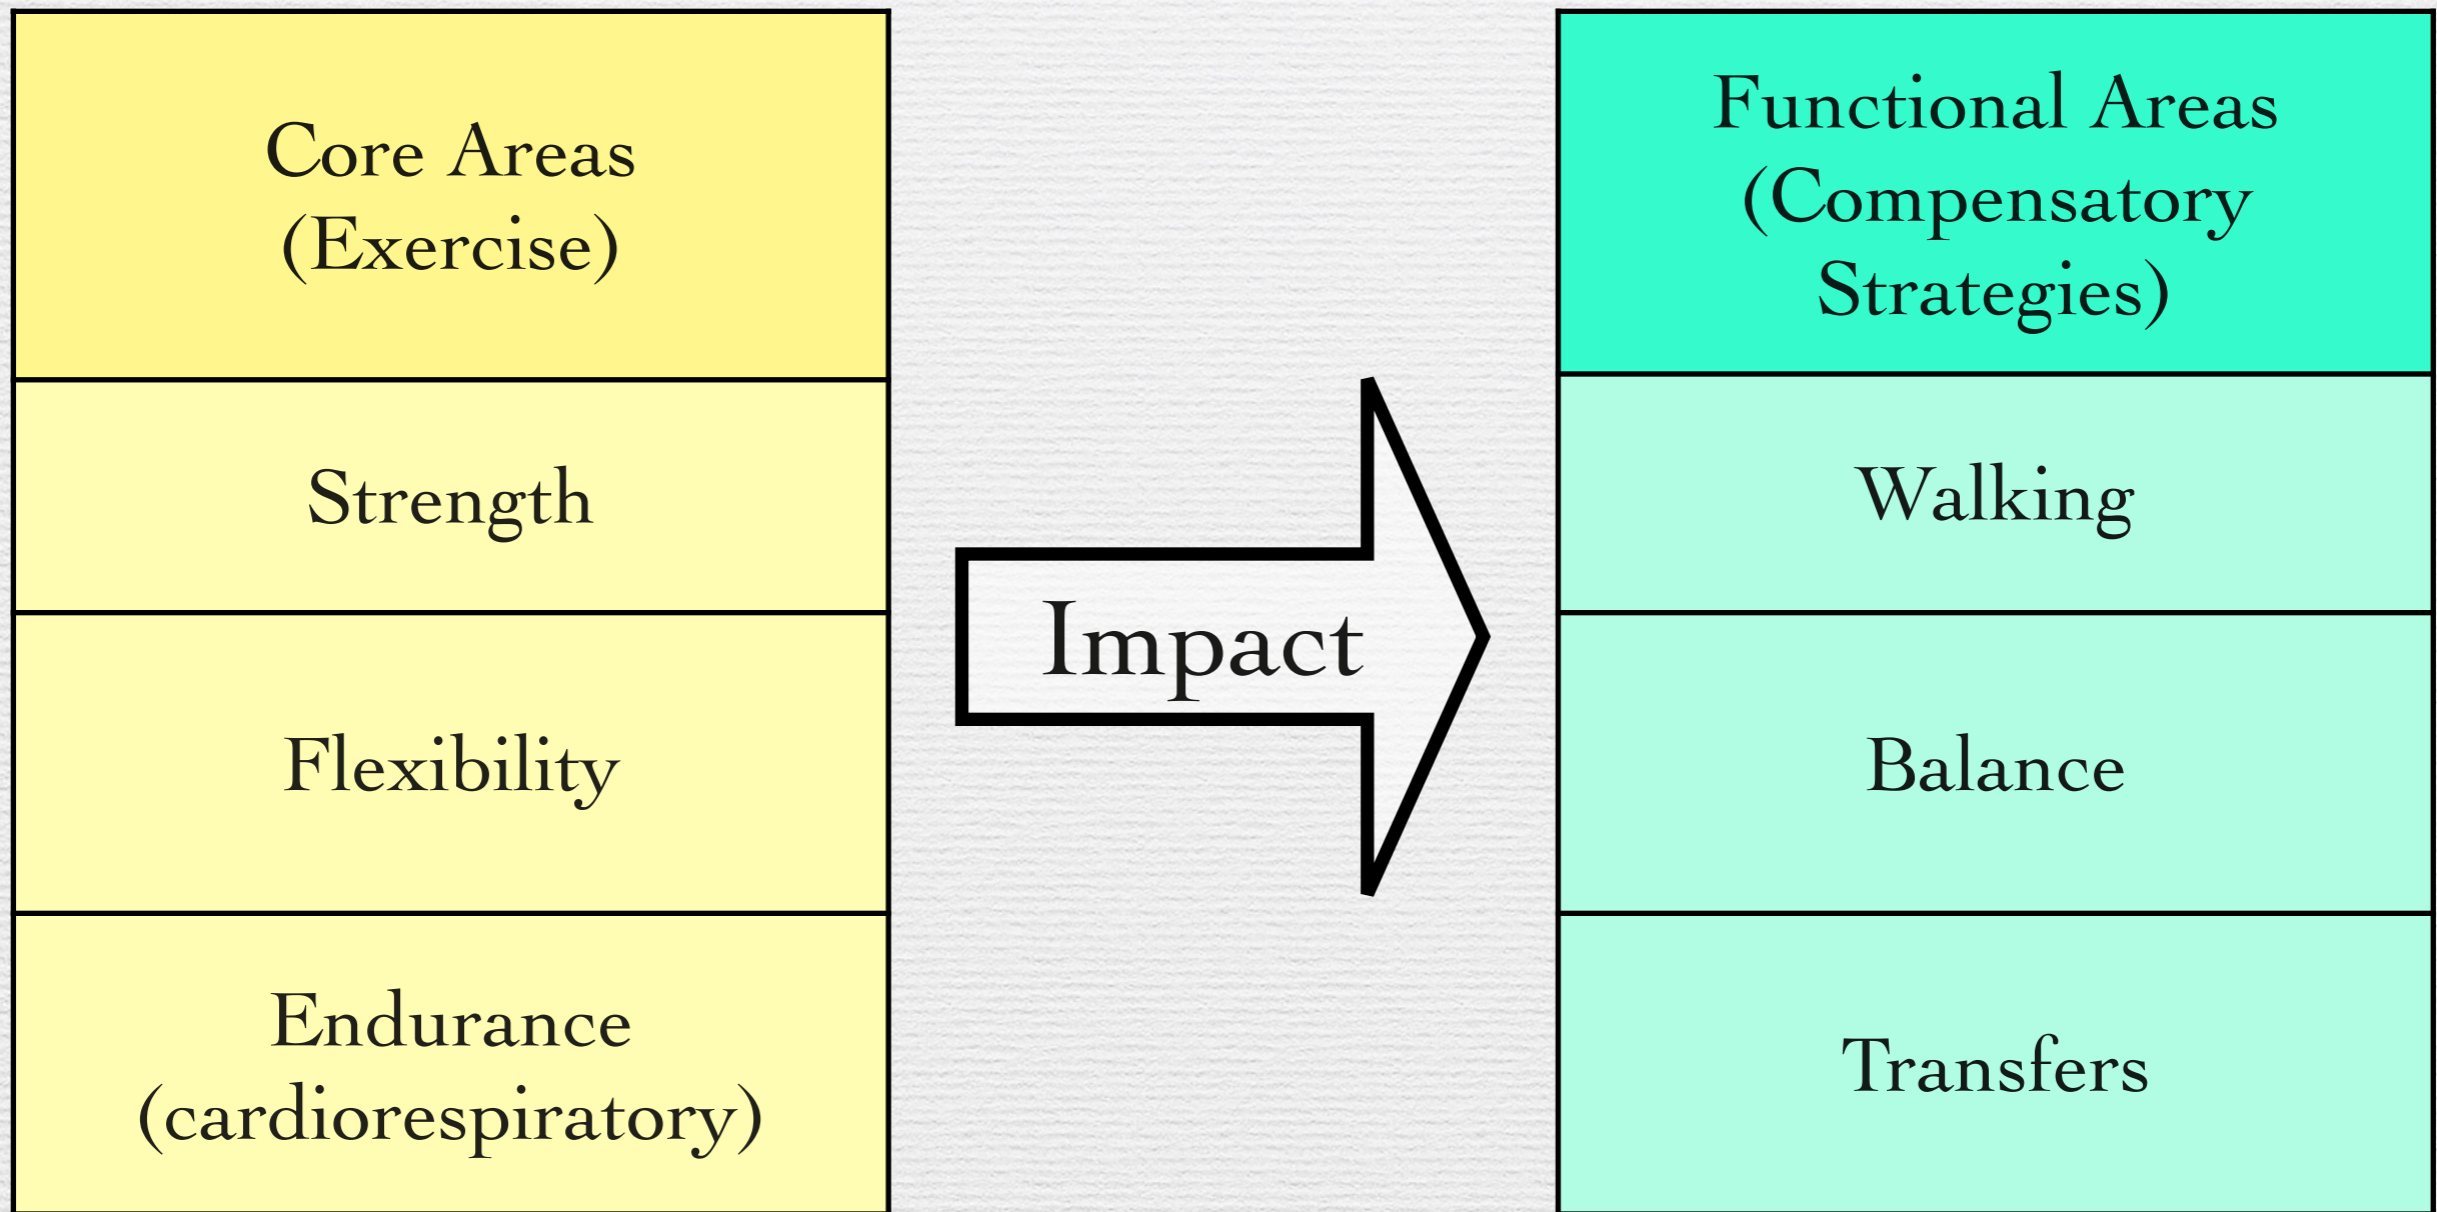 Core Areas
(Exercise)
Strength
Flexibility
Endurance
(cardiorespiratory)
Impact
Functional Areas
(Compensatory
Strategies)
Walking
Balance
Transfers